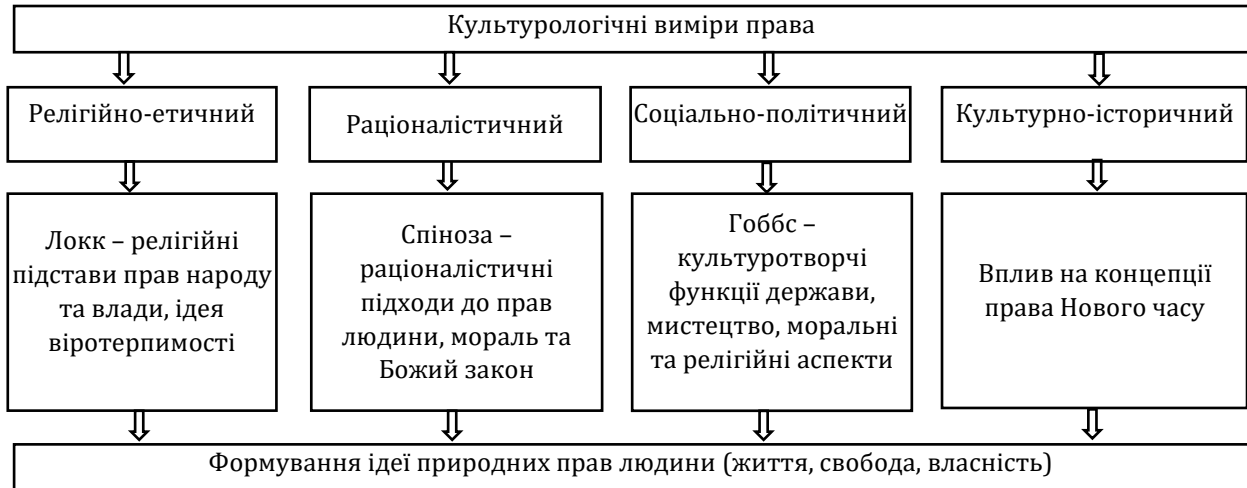 Культурологічні виміри права
Релігійно-етичний
Раціоналістичний
Соціально-політичний
Культурно-історичний
Локк – релігійні
підстави прав народу
та влади, ідея
віротерпимості
Спіноза –
раціоналістичні
підходи до прав
людини, мораль та
Божий закон
Гоббс –
культуротворчі
функції держави,
мистецтво, моральні
та релігійні аспекти
Вплив на концепції
права Нового часу
Формування ідеї природних прав людини (життя, свобода, власність)